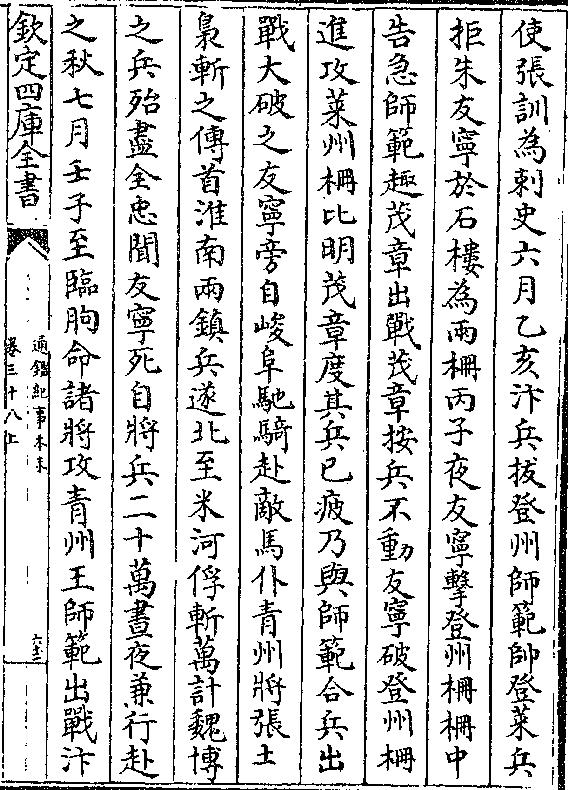 使張訓為刺史六月乙亥汴兵拔登州師範帥登萊兵
拒朱友寧於石樓為兩柵丙子夜友寧擊登州柵柵中
告急師範趣茂章出戰茂章按兵不動友寧破登州柵
進攻萊州柵比明茂章度其兵已疲乃與師範合兵出
戰大破之友寧旁自峻阜馳騎赴敵馬仆青州將張士
梟斬之傳首淮南兩鎮兵逐北至米河俘斬萬計魏博
之兵殆盡全忠聞友寧死自將兵二十萬晝夜兼行赴
之秋七月壬子至臨朐命諸將攻青州王師範出戰汴
欽定四庫全書
通鑑紀事本末
卷三十八上